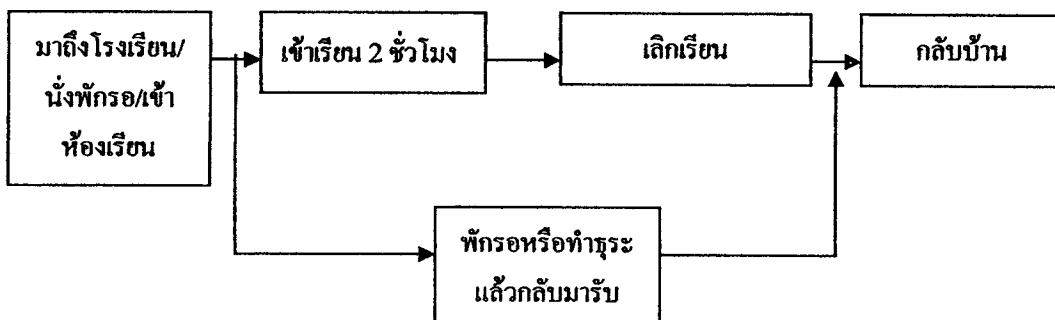 มาถึงโรงเรียน/
นั่งพักรอ/เข้า
ห้องเรียน
เข้าเรียน 2 ชั่วโมง
เลิกเรียน
กลับบ้าน
พักรอหรือทำธุระ
แล้วกลับมารับ